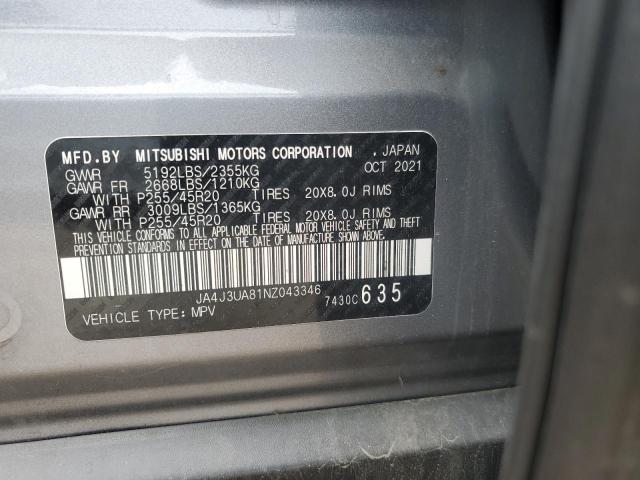 MFD.BY MITSUBISHI MOTORS CORPORATION , JAPAN
GVWR 5192LBS/2355KG OCT 2021
GAWR FR 2668LBS/1210KG
WITH P255/45R20 TIRES 20X8.0J RIMS
GAWR RR 3009LBS/1365KG
WITH P255/45R20 TIRES 20X8.0J RIMS
THIS VEHICLE CONFORMS TO ALL APPLICABLE FEDERAL MOTOR VEHICLE SAFETY AND THEFT
PREVENTION STANDARDS IN EFFECT ON THE DATE OF MANUFACTURE SHOWN ABOVE.
JA4J3UA81NZ043346 7430C 635
VEHICLE TYPE: MPV